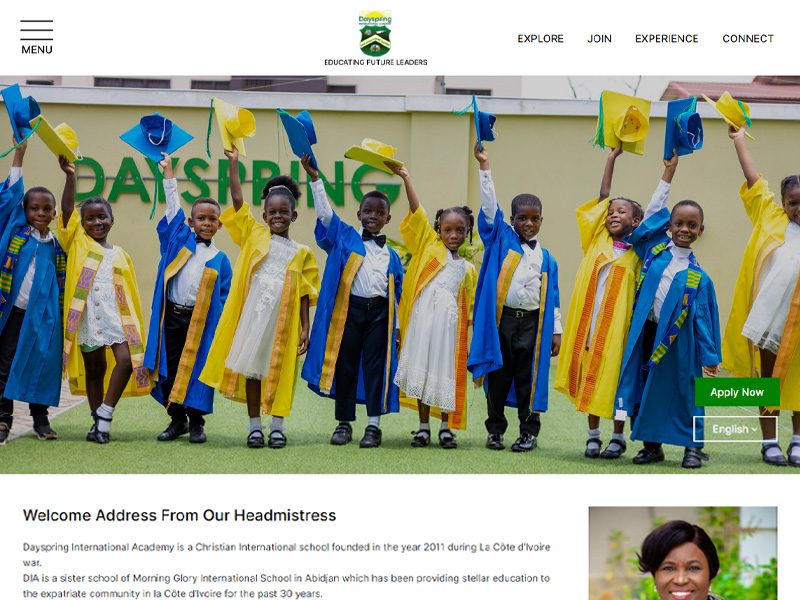 MENU
Dayspring
EDUCATING FUTURE LEADERS
EXPLORE JOIN EXPERIENCE CONNECT
DAYSPRING
Apply Now
English
Welcome Address From Our Headmistress
Dayspring International Academy is a Christian International school founded in the year 2011 during La Côte d'Ivoire
war.
DIA is a sister school of Morning Glory International School in Abidjan which has been providing stellar education to
the expatriate community in la Côte d'Ivoire for the past 30 years.